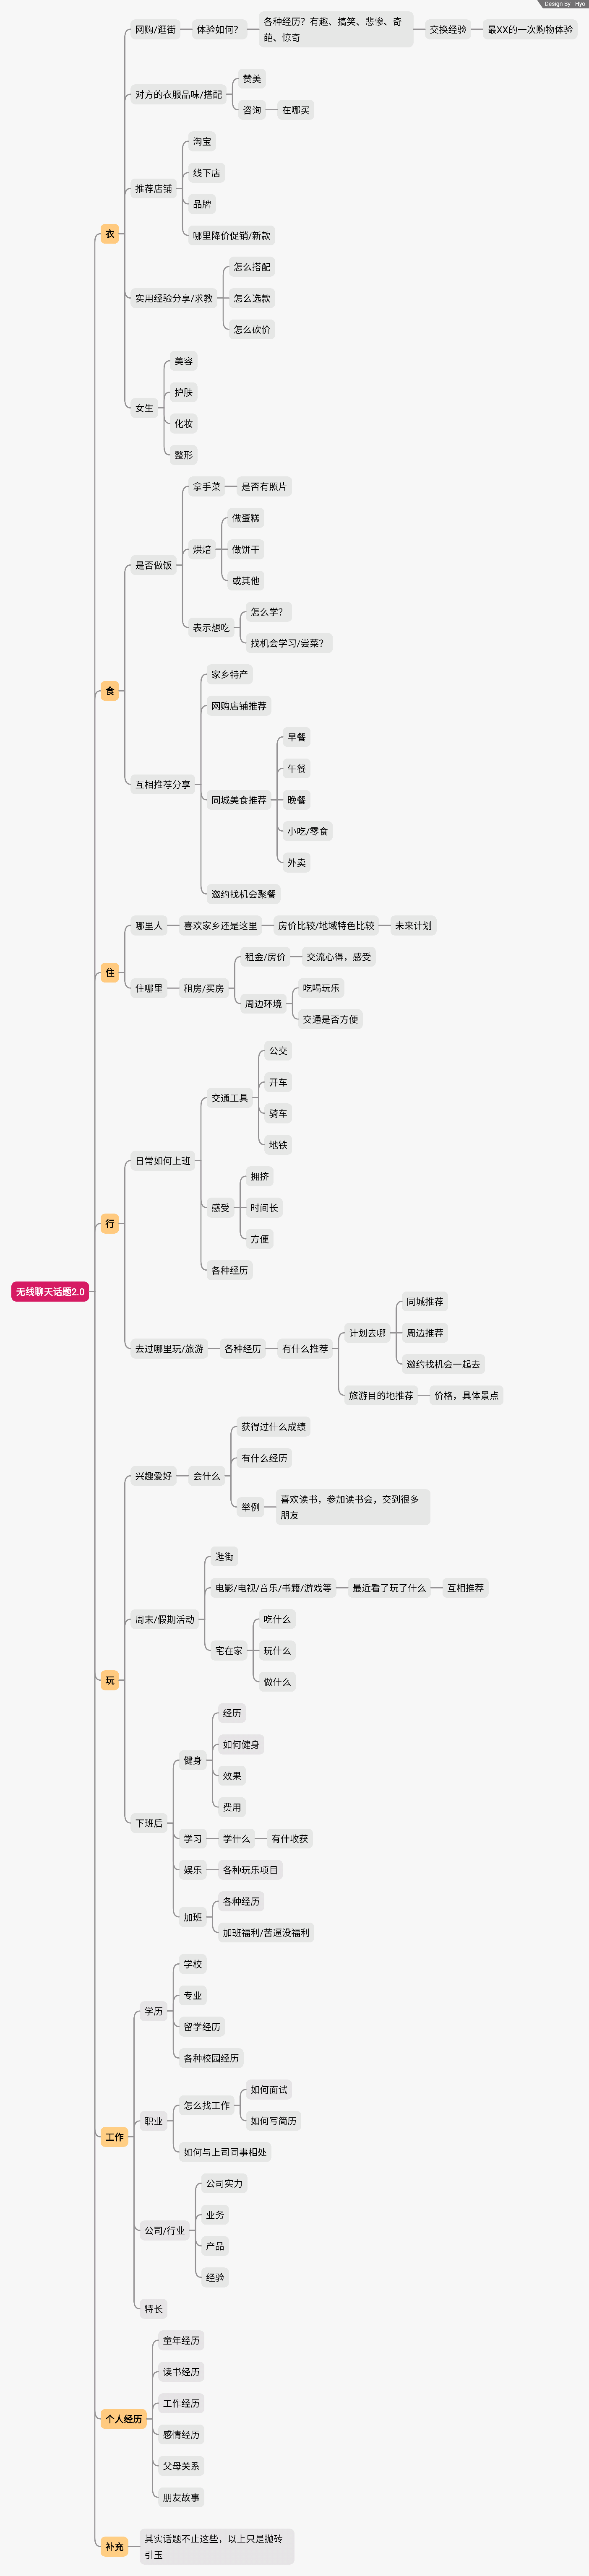 Design By - Hyo
网购/逛街
体验如何？
各种经历？有趣、搞笑、悲惨、奇
葩、惊奇
交换经验
最XX的一次购物体验
对方的衣服品味/搭配
赞美
咨询
在哪买
推荐店铺
淘宝
线下店
品牌
哪里降价促销/新款
衣
实用经验分享/求教
怎么搭配
怎么选款
怎么砍价
女生
美容
护肤
化妆
整形
是否做饭
拿手菜
是否有照片
烘焙
做蛋糕
做饼干
或其他
表示想吃
怎么学？
找机会学习/尝菜？
食
互相推荐分享
家乡特产
网购店铺推荐
同城美食推荐
早餐
午餐
晚餐
小吃/零食
外卖
邀约找机会聚餐
住
哪里人
喜欢家乡还是这里
房价比较/地域特色比较
未来计划
住哪里
租房/买房
租金/房价
交流心得，感受
周边环境
吃喝玩乐
交通是否方便
日常如何上班
交通工具
公交
开车
骑车
地铁
感受
拥挤
时间长
方便
各种经历
行
无线聊天话题2.0
去过哪里玩/旅游
各种经历
有什么推荐
计划去哪
同城推荐
周边推荐
邀约找机会一起去
旅游目的地推荐
价格，具体景点
兴趣爱好
会什么
获得过什么成绩
有什么经历
举例
喜欢读书，参加读书会，交到很多
朋友
周末/假期活动
逛街
电影/电视/音乐/书籍/游戏等
最近看了玩了什么
互相推荐
宅在家
吃什么
玩什么
做什么
玩
下班后
健身
经历
如何健身
效果
费用
学习
学什么
有什收获
娱乐
各种玩乐项目
加班
各种经历
加班福利/苦逼没福利
学历
学校
专业
留学经历
各种校园经历
职业
怎么找工作
如何面试
如何写简历
如何与上司同事相处
工作
公司/行业
公司实力
业务
产品
经验
特长
个人经历
童年经历
读书经历
工作经历
感情经历
父母关系
朋友故事
补充
其实话题不止这些，以上只是抛砖
引玉